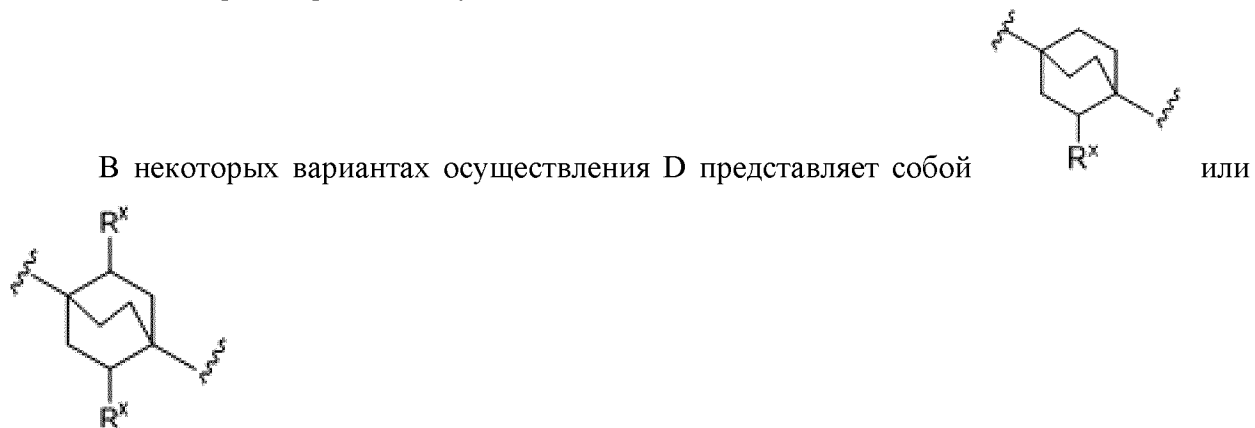 R^x
В некоторых вариантах осуществления D представляет собой или
R^x
R^x